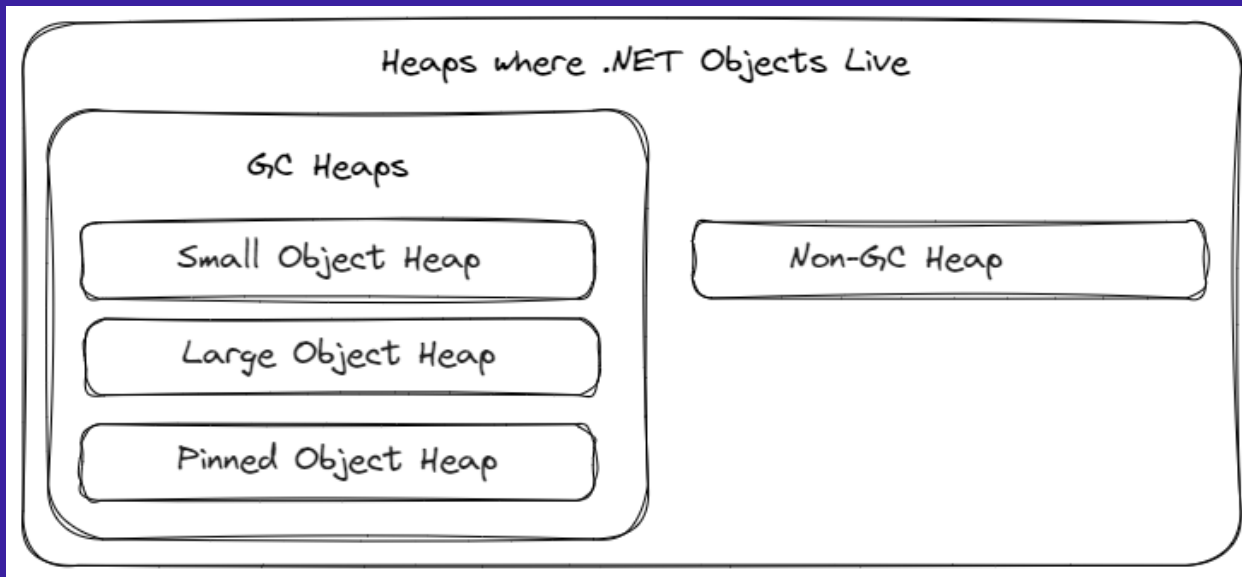 Heaps where .NET Objects Live
GC Heaps
Small Object Heap
Non-GC Heap
Large Object Heap
Pinned Object Heap